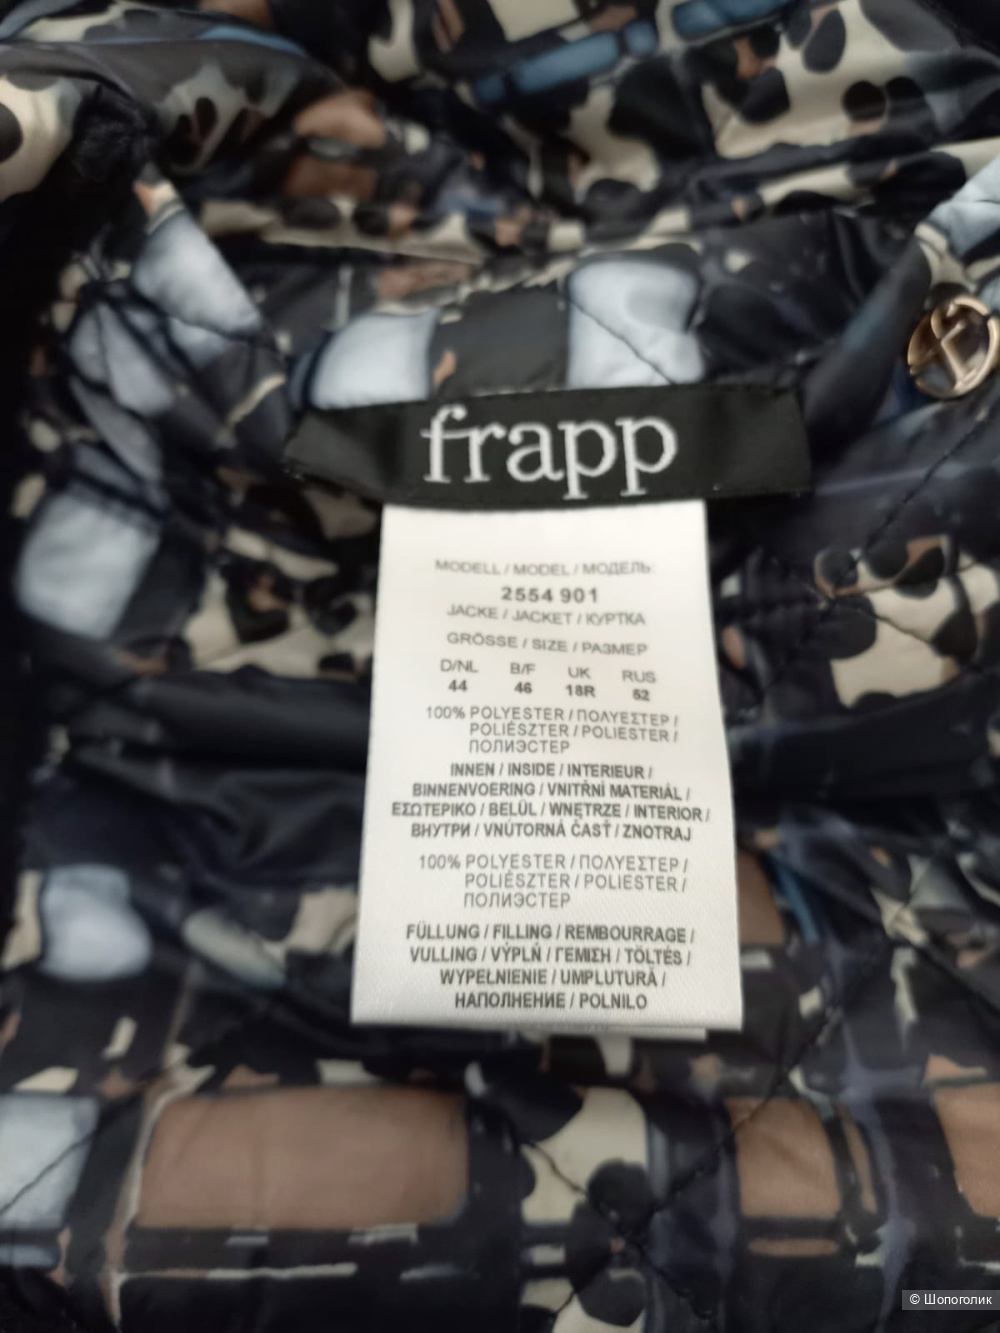 frapp
MODELL / MODEL / МОДЕЛЬ:
2554 901
JACKE / JACKET / КУРТКА
GRÖSSE / SIZE / РАЗМЕР
D/NL B/F UK RUS
44 46 18R 52
100% POLYESTER / ΠΟΛΥΕΣΤΕΡ /
POLIÉSZTER / POLIESTER /
ПОЛИЭСТЕР
INNEN / INSIDE / INTERIEUR /
BINNENVOERING / VNITŘNÍ MATERIÁL /
ΕΣΩΤΕΡΙΚΟ / BELÜL / WNĘTRZE / INTERIOR /
ВНУТРИ / VNÚTORNÁ ČASŤ / ZNOTRAJ
100% POLYESTER / ΠΟΛΥΕΣΤΕΡ /
POLIÉSZTER / POLIESTER /
ПОЛИЭСТЕР
FÜLLUNG / FILLING / REMBOURRAGE /
VULLING / VÝPLŇ / ΓΕΜΙΣΗ / TÖLTÉS /
WYPEŁNIENIE / UMPLUTURĂ /
НАПОЛНЕНИЕ / POLNILO
© Шопоголик